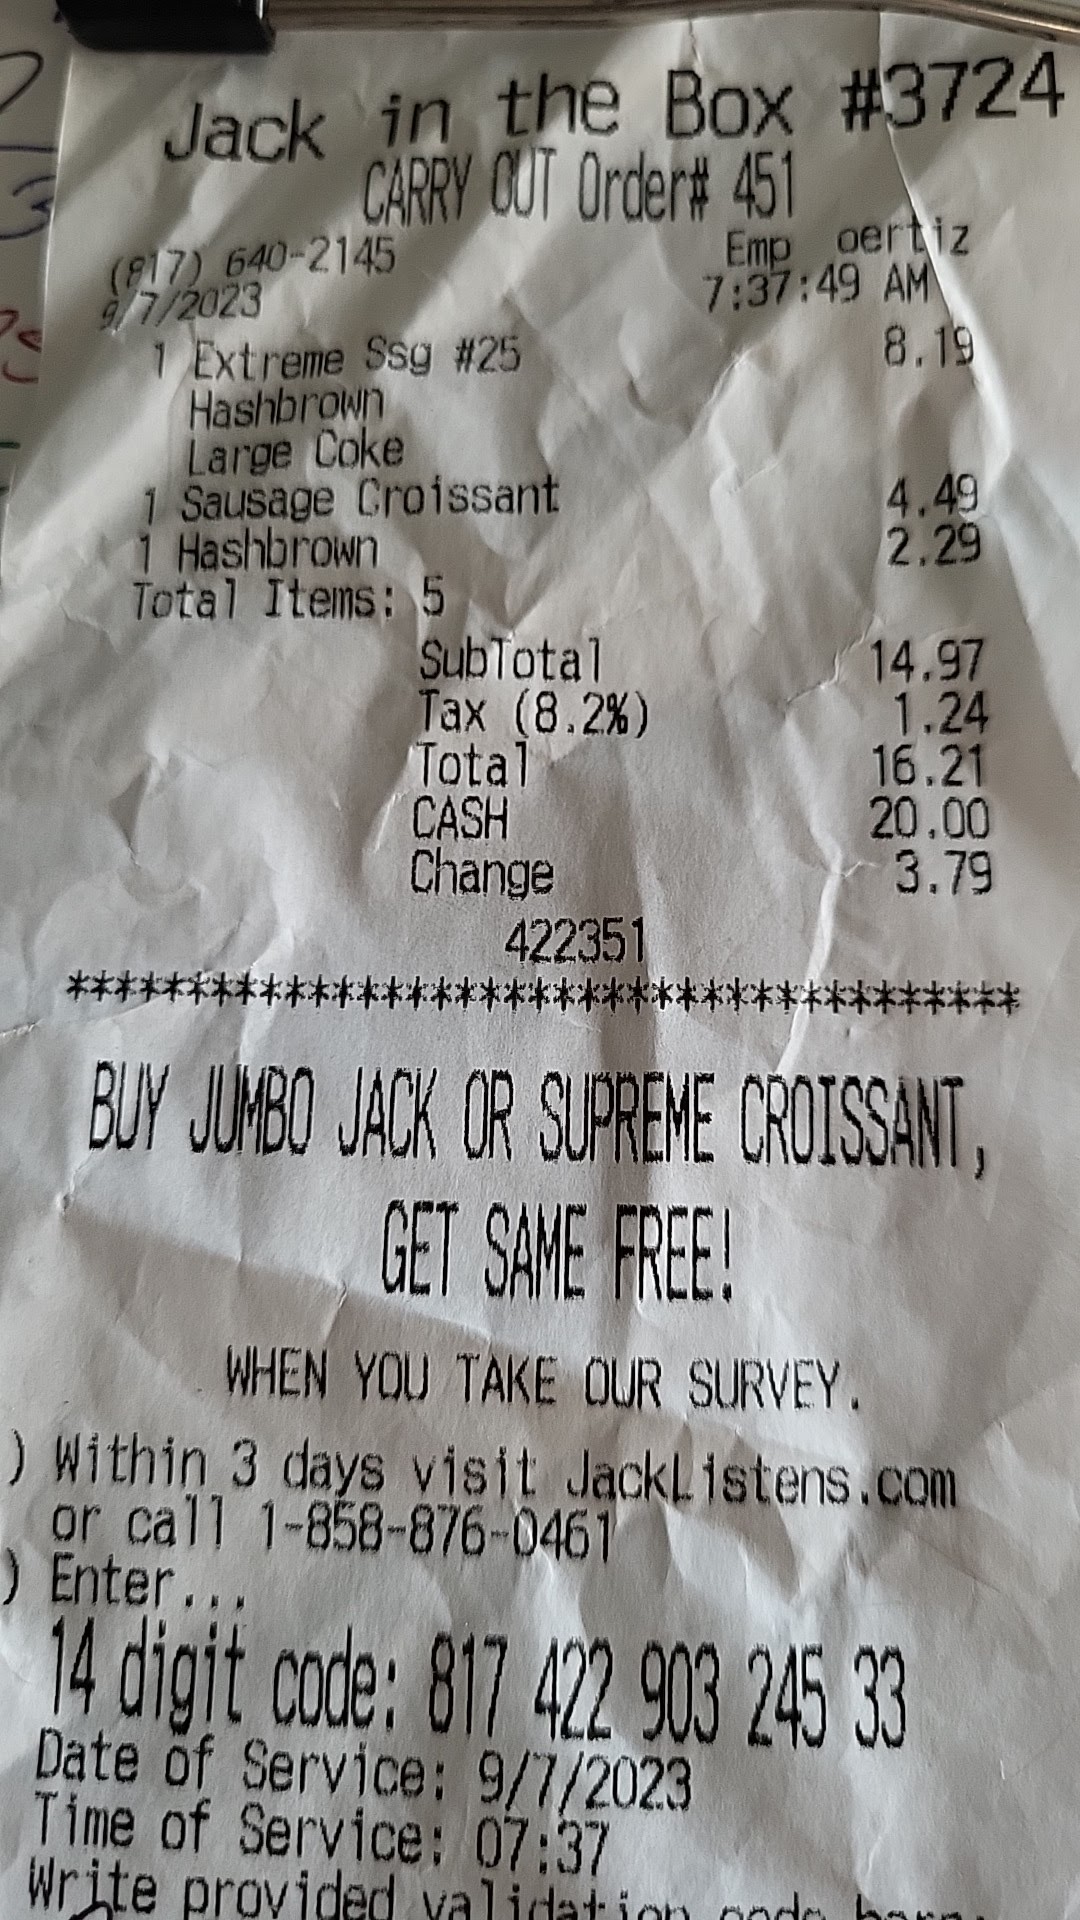 Jack in the Box #3724
CARRY OUT Order# 451
(817) 640-2145 Emp oertiz
9/7/2023 7:37:49 AM
1 Extreme Ssg #25 8.19
Hashbrown
Large Coke
1 Sausage Croissant 4.49
1 Hashbrown 2.29
Total Items: 5
SubTotal 14.97
Tax (8.2%) 1.24
Total 16.21
CASH 20.00
Change 3.79
422351
***************************************
BUY JUMBO JACK OR SUPREME CROISSANT,
GET SAME FREE!
WHEN YOU TAKE OUR SURVEY.
) Within 3 days visit JackListens.com
or call 1-858-876-0461
) Enter...
14 digit code: 817 422 903 245 33
Date of Service: 9/7/2023
Time of Service: 07:37
Write provided validation code here: